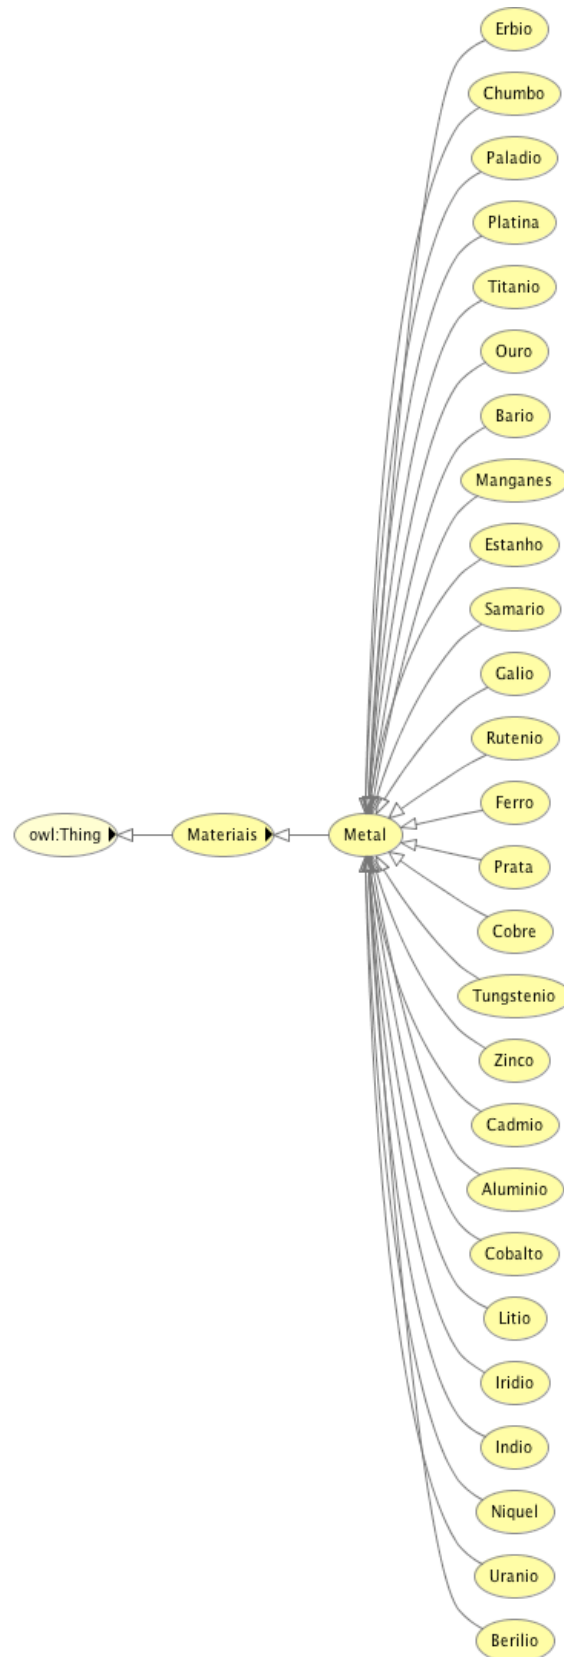 Erbio
Chumbo
Paladio
Platina
Titanio
Ouro
Bario
Manganes
Estanho
Samario
Galio
Rutenio
Ferro
owl:Thing
Materiais
Metal
Prata
Cobre
Tungstenio
Zinco
Cadmio
Aluminio
Cobalto
Litio
Iridio
Indio
Niquel
Uranio
Berilio